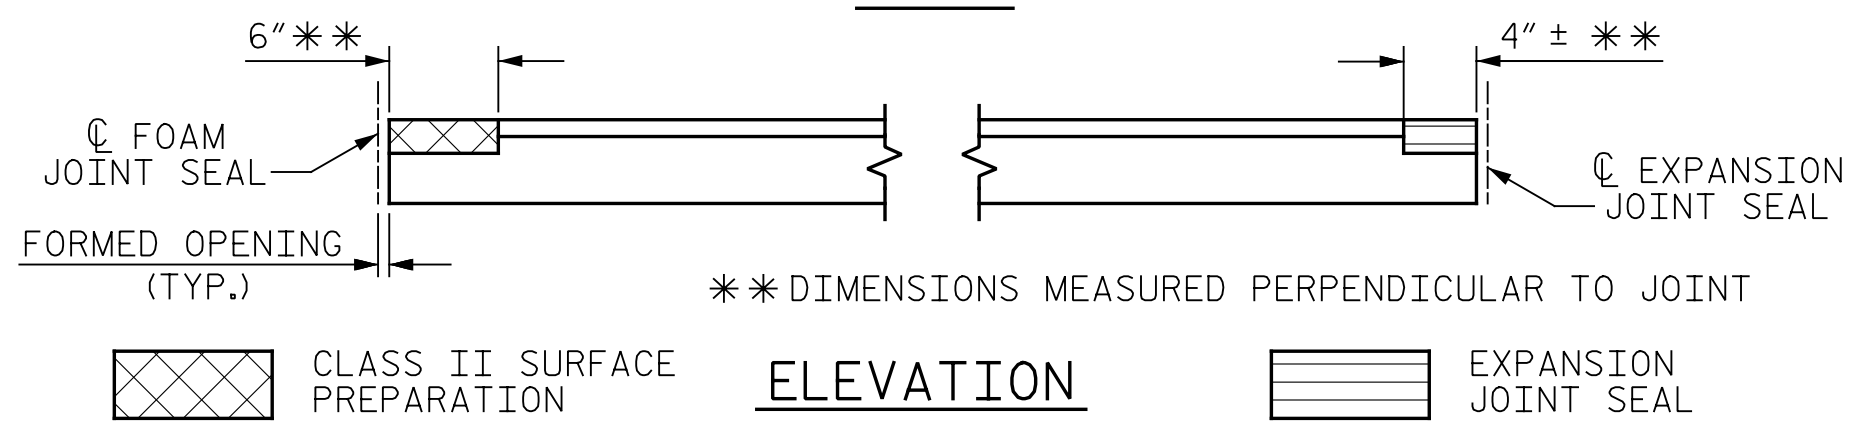 6"**
4" ± **
℄ FOAM
JOINT SEAL
℄ EXPANSION
JOINT SEAL
FORMED OPENING
(TYP.)
** DIMENSIONS MEASURED PERPENDICULAR TO JOINT
CLASS II SURFACE
PREPARATION
ELEVATION
EXPANSION
JOINT SEAL